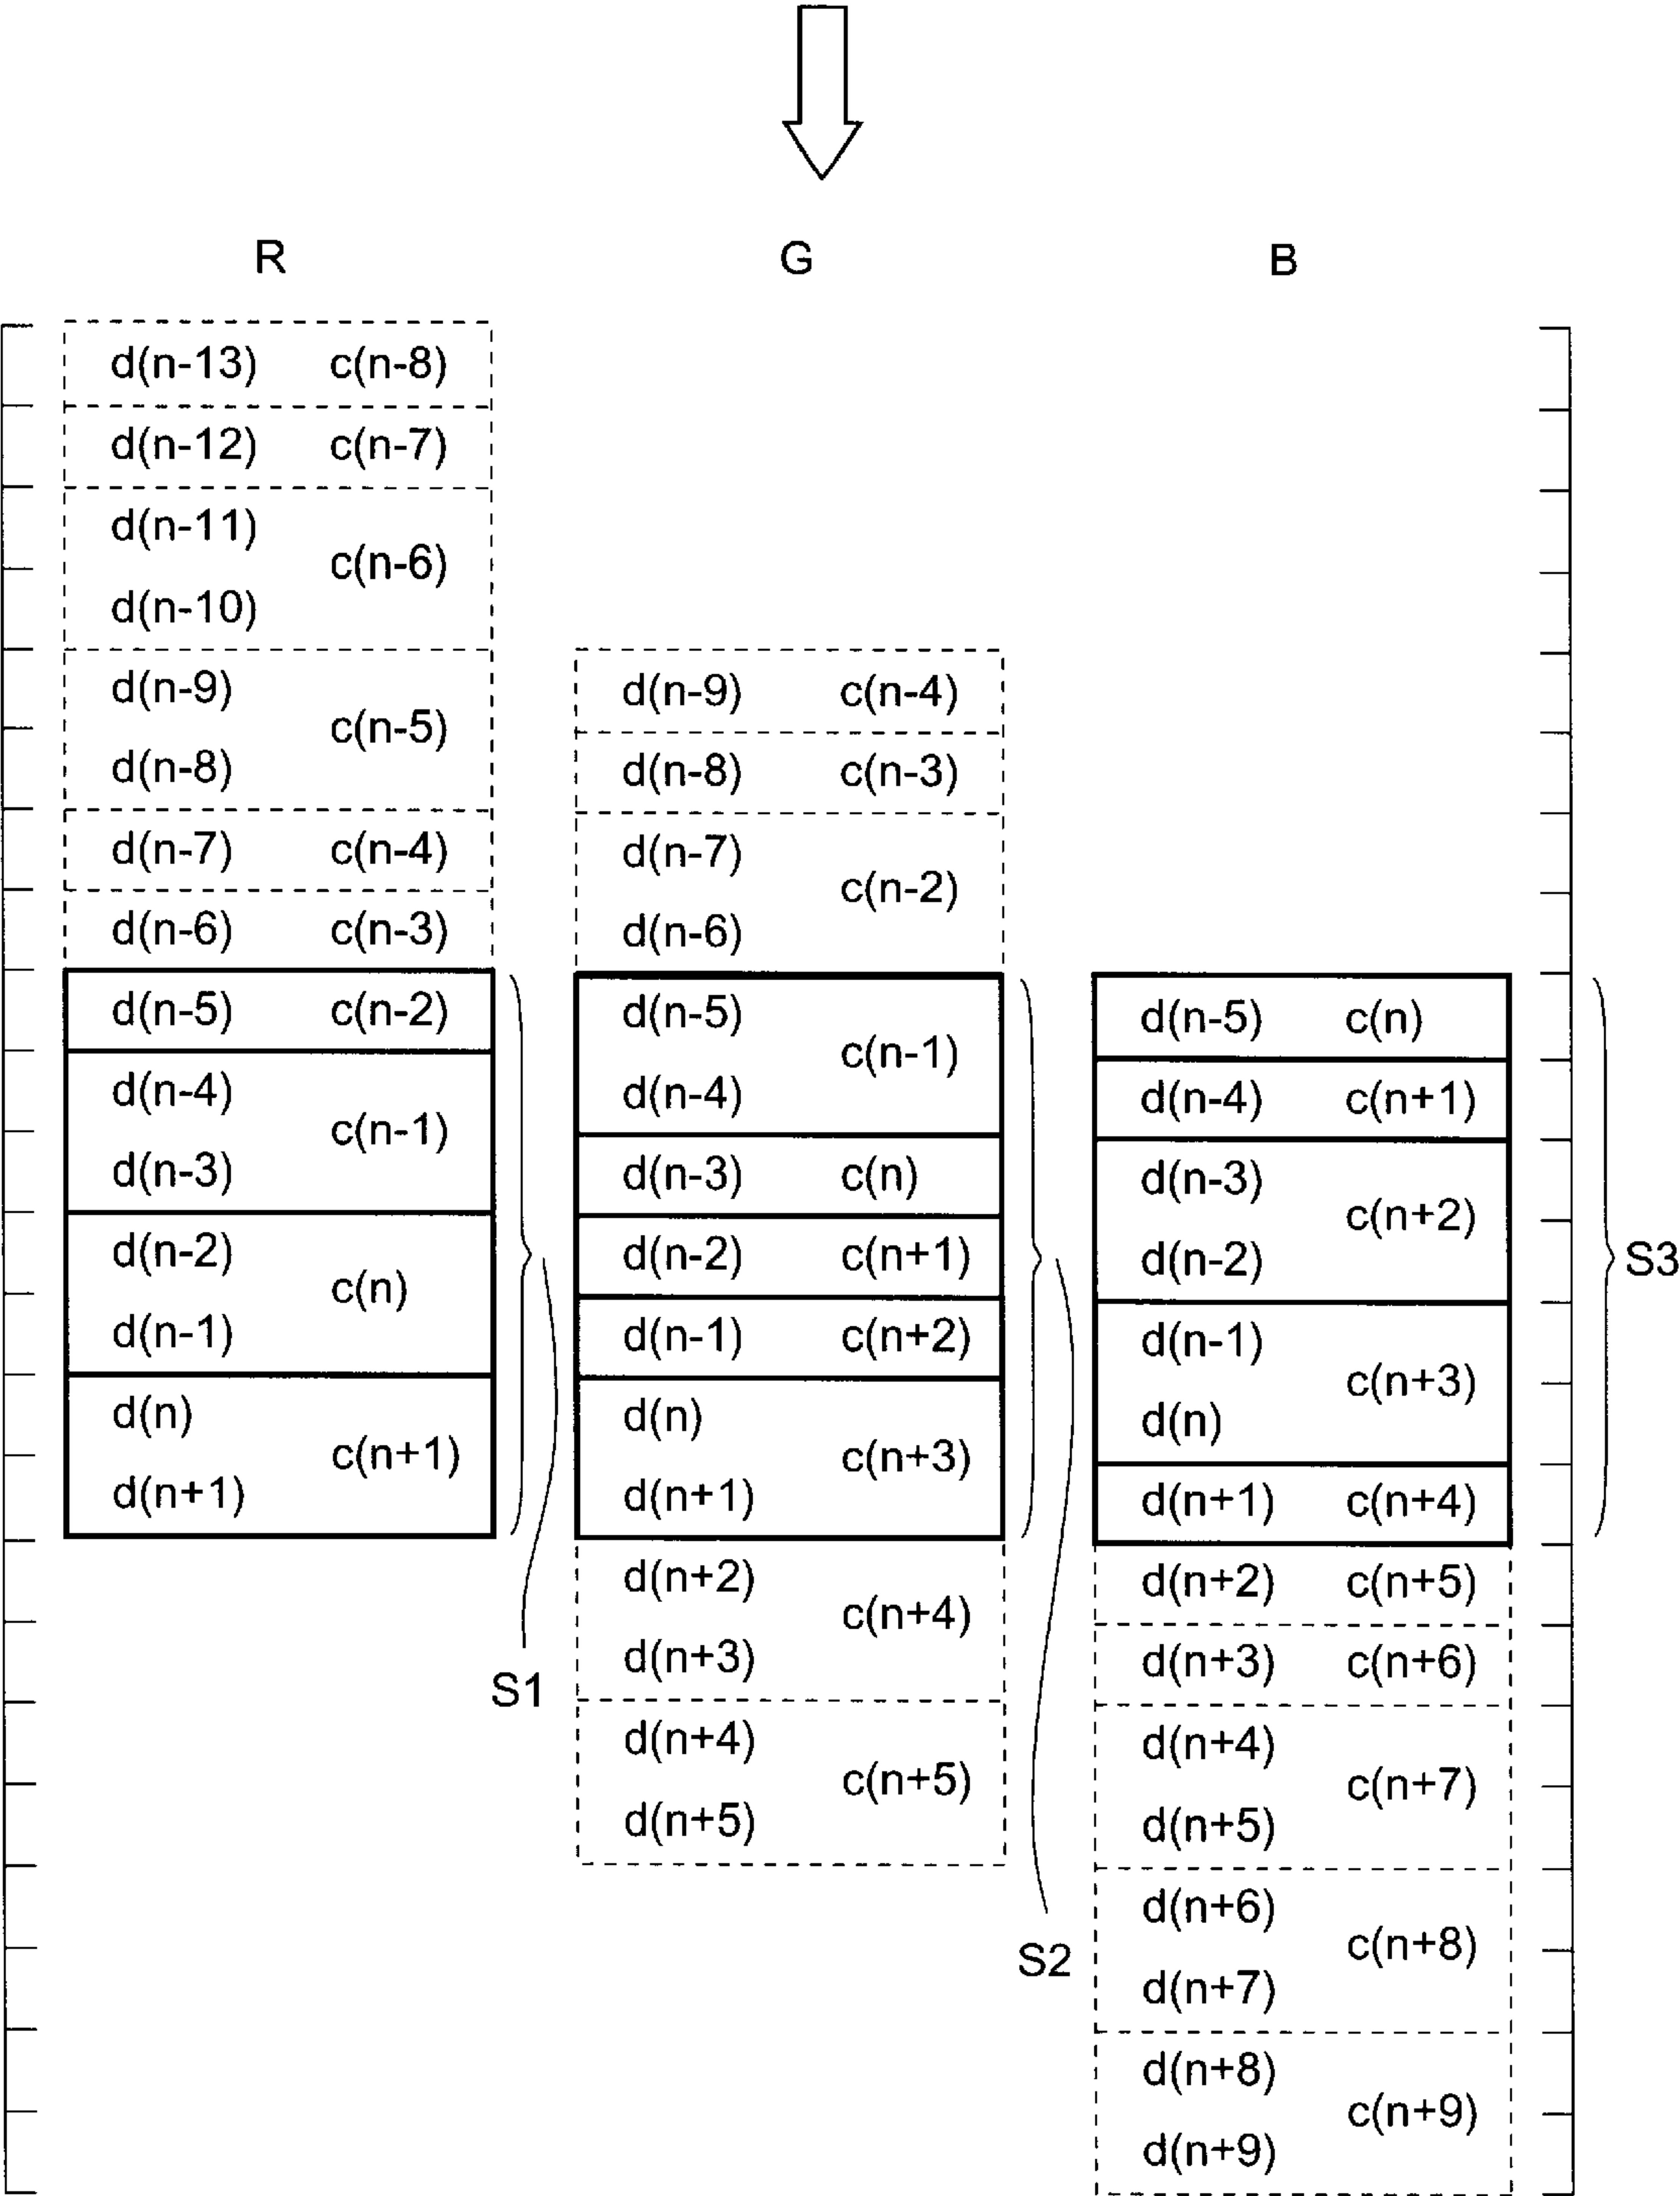 R G B
d(n-13) c(n-8)
d(n-12) c(n-7)
d(n-11)
c(n-6)
d(n-10)
d(n-9)
c(n-5)
d(n-8)
d(n-7) c(n-4)
d(n-6) c(n-3)
d(n-5) c(n-2)
d(n-4)
c(n-1)
d(n-3)
d(n-2)
c(n)
d(n-1)
d(n)
c(n+1)
d(n+1)
S1
d(n-9) c(n-4)
d(n-8) c(n-3)
d(n-7)
c(n-2)
d(n-6)
d(n-5)
c(n-1)
d(n-4)
d(n-3) c(n)
d(n-2) c(n+1)
d(n-1) c(n+2)
d(n)
c(n+3)
d(n+1)
d(n+2)
c(n+4)
d(n+3)
d(n+4)
c(n+5)
d(n+5)
S2
d(n-5) c(n)
d(n-4) c(n+1)
d(n-3)
c(n+2)
d(n-2)
d(n-1)
c(n+3)
d(n)
d(n+1) c(n+4)
d(n+2) c(n+5)
d(n+3) c(n+6)
d(n+4)
c(n+7)
d(n+5)
d(n+6)
c(n+8)
d(n+7)
d(n+8)
c(n+9)
d(n+9)
S3